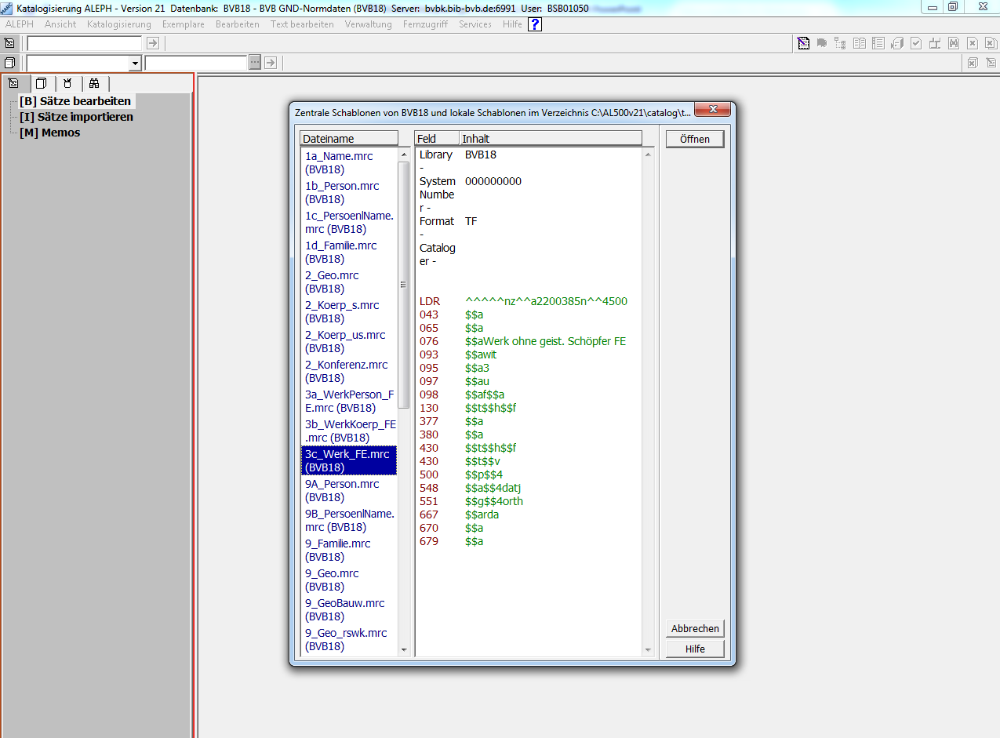 Katalogisierung ALEPH - Version 21  Datenbank:  BVB18 - BVB GND-Normdaten (BVB18)  Server:  bvbk.bib-bvb.de:6991  User:  BSB01050
ALEPH Ansicht Katalogisierung Exemplare Bearbeiten Text bearbeiten Verwaltung Fernzugriff Services Hilfe ?
[B] Sätze bearbeiten
[I] Sätze importieren
[M] Memos
Zentrale Schablonen von BVB18 und lokale Schablonen im Verzeichnis C:\AL500v21\catalog\t...
Dateiname
1a_Name.mrc
(BVB18)
1b_Person.mrc
(BVB18)
1c_PersoenlName.
mrc (BVB18)
1d_Familie.mrc
(BVB18)
2_Geo.mrc
(BVB18)
2_Koerp_s.mrc
(BVB18)
2_Koerp_us.mrc
(BVB18)
2_Konferenz.mrc
(BVB18)
3a_WerkPerson_F
E.mrc (BVB18)
3b_WerkKoerp_FE
.mrc (BVB18)
3c_Werk_FE.mrc
(BVB18)
9A_Person.mrc
(BVB18)
9B_PersoenlName.
mrc (BVB18)
9_Familie.mrc
(BVB18)
9_Geo.mrc
(BVB18)
9_GeoBauw.mrc
(BVB18)
9_Geo_rswk.mrc
(BVB18)
Feld Inhalt
Library BVB18
-
System 000000000
Numbe
r -
Format TF
-
Catalog
er -
LDR ^^^^^nz^^a2200385n^^4500
043 $$a
065 $$a
076 $$aWerk ohne geist. Schöpfer FE
093 $$awit
095 $$a3
097 $$au
098 $$af$$a
130 $$t$$h$$f
377 $$a
380 $$a
430 $$t$$h$$f
430 $$t$$v
500 $$p$$4
548 $$a$$4datj
551 $$g$$4orth
667 $$arda
670 $$a
679 $$a
Öffnen
Abbrechen
Hilfe